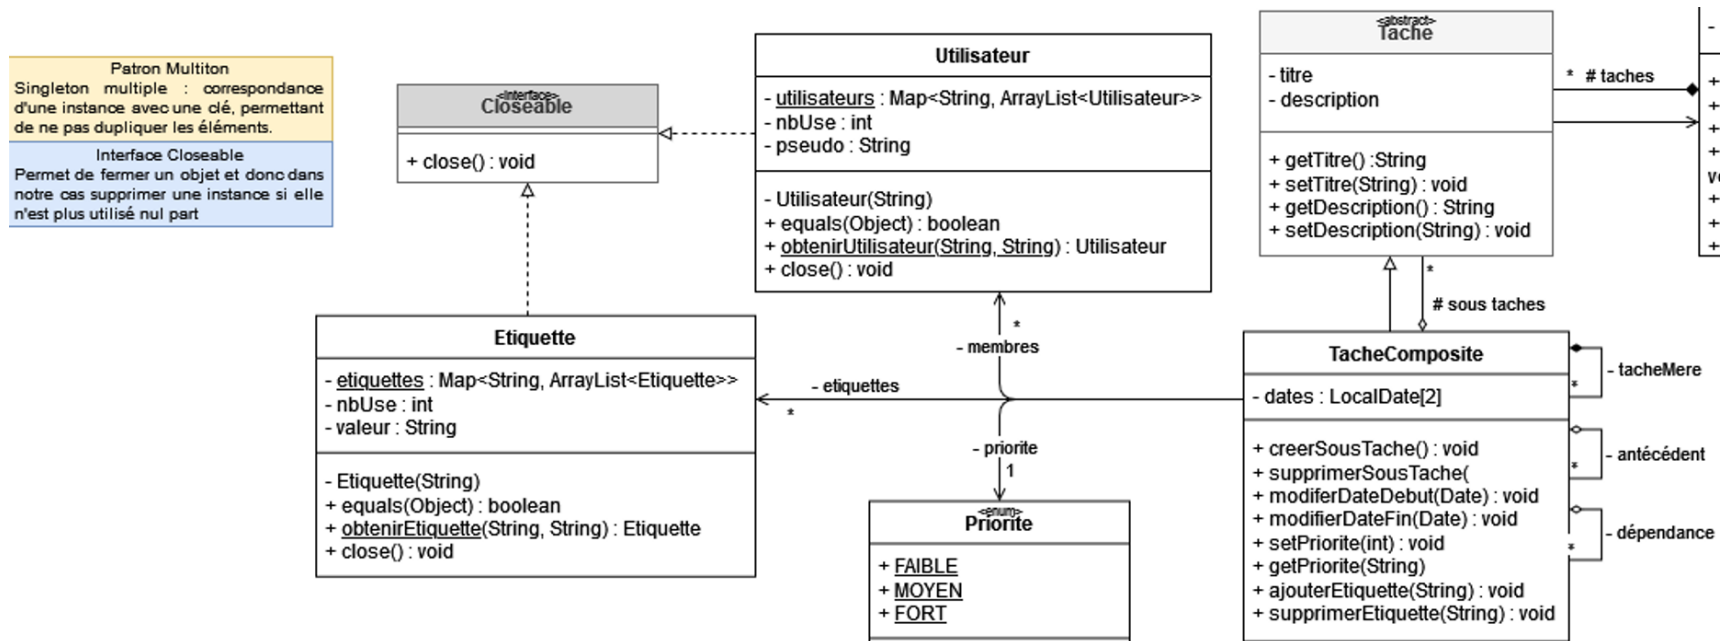 Patron Multiton
Singleton multiple : correspondance
d'une instance avec une clé, permettant
de ne pas dupliquer les éléments.
Interface Closeable
Permet de fermer un objet et donc dans
notre cas supprimer une instance si elle
n'est plus utilisé nul part
<interface>
Closeable
+ close() : void
Utilisateur
- utilisateurs : Map<String, ArrayList<Utilisateur>>
- nbUse : int
- pseudo : String
- Utilisateur(String)
+ equals(Object) : boolean
+ obtenirUtilisateur(String, String) : Utilisateur
+ close() : void
<abstract>
Tache
- titre
- description
+ getTitre() :String
+ setTitre(String) : void
+ getDescription() : String
+ setDescription(String) : void
* # taches
-
+
+
+
+
+
+
+
*
# sous taches
Etiquette
- etiquettes : Map<String, ArrayList<Etiquette>>
- nbUse : int
- valeur : String
- Etiquette(String)
+ equals(Object) : boolean
+ obtenirEtiquette(String, String) : Etiquette
+ close() : void
*
- membres
- etiquettes
*
- priorite
1
<enum>
Priorite
+ FAIBLE
+ MOYEN
+ FORT
TacheComposite
- dates : LocalDate[2]
+ creerSousTache() : void
+ supprimerSousTache(
+ modiferDateDebut(Date) : void
+ modifierDateFin(Date) : void
+ setPriorite(int) : void
+ getPriorite(String)
+ ajouterEtiquette(String) : void
+ supprimerEtiquette(String) : void
- tacheMere
*
- antécédent
*
- dépendance
*